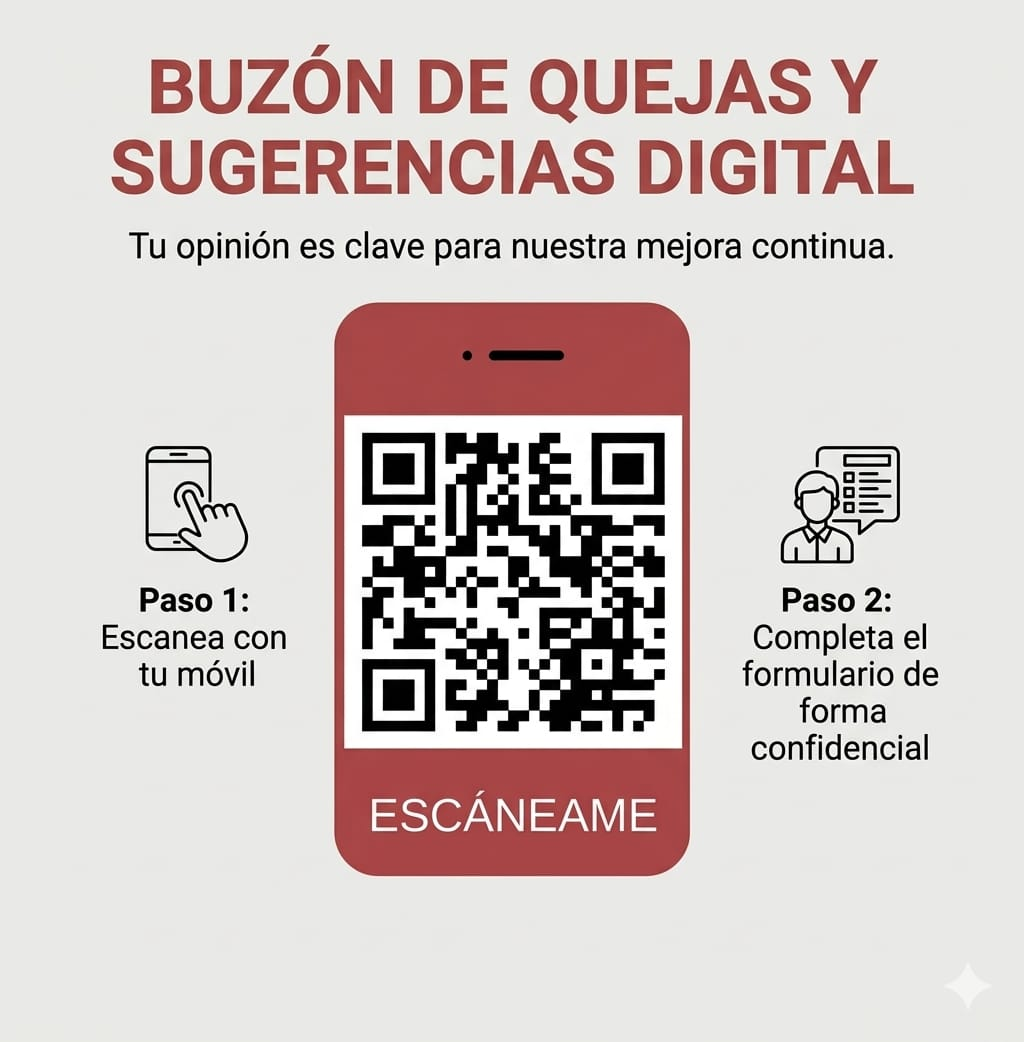 BUZÓN DE QUEJAS Y
SUGERENCIAS DIGITAL
Tu opinión es clave para nuestra mejora continua.
Paso 1:
Escanea con
tu móvil
ESCÁNEAME
Paso 2:
Completa el
formulario de
forma
confidencial